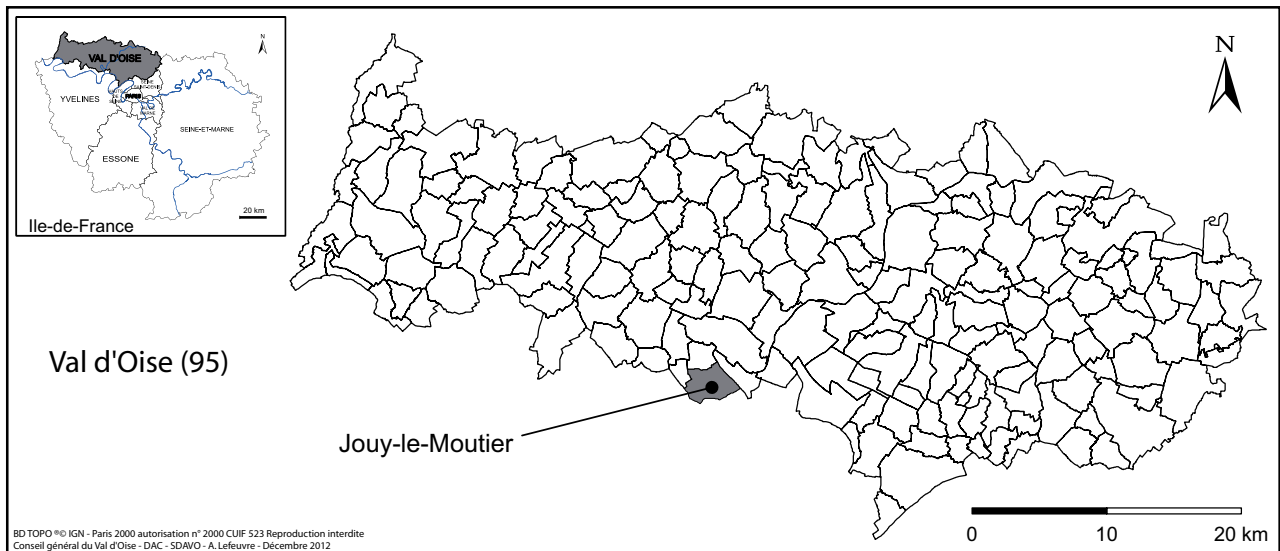 VAL D'OISE
N
YVELINES
PARIS
SEINE-ET-MARNE
ESSONE
20 km
Ile-de-France
N
Val d'Oise (95)
Jouy-le-Moutier
0 10 20 km
BD TOPO ®© IGN - Paris 2000 autorisation n° 2000 CUIF 523 Reproduction interdite
Conseil général du Val d'Oise - DAC - SDAVO - A. Lefeuvre - Décembre 2012